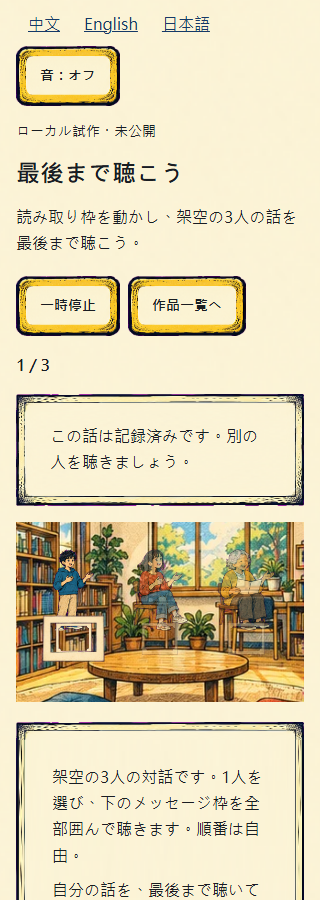 中文 English 日本語
音：オフ
ローカル試作・未公開
最後まで聴こう
読み取り枠を動かし、架空の3人の話を
最後まで聴こう。
一時停止 作品一覧へ
1 / 3
この話は記録済みです。別の
人を聴きましょう。
架空の3人の対話です。1人を
選び、下のメッセージ枠を全
部囲んで聴きます。順番は自
由。
自分の話を、最後まで聴いて